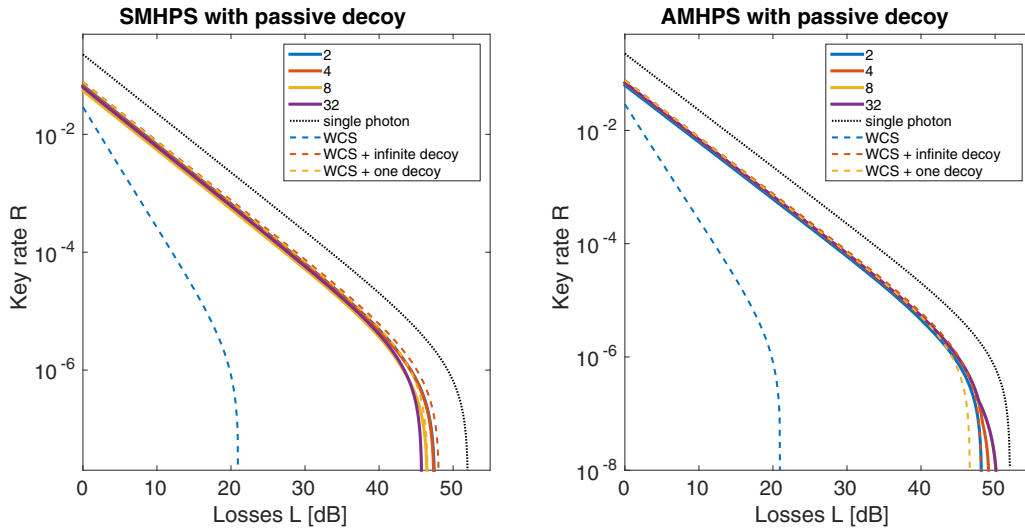 SMHPS with passive decoy
2
4
8
32
single photon
WCS
WCS + infinite decoy
WCS + one decoy
10-2
10-4
10-6
Key rate R
0
10
20
30
40
50
Losses L [dB]
AMHPS with passive decoy
2
4
8
32
single photon
WCS
WCS + infinite decoy
WCS + one decoy
10-2
10-4
10-6
10-8
Key rate R
0
10
20
30
40
50
Losses L [dB]